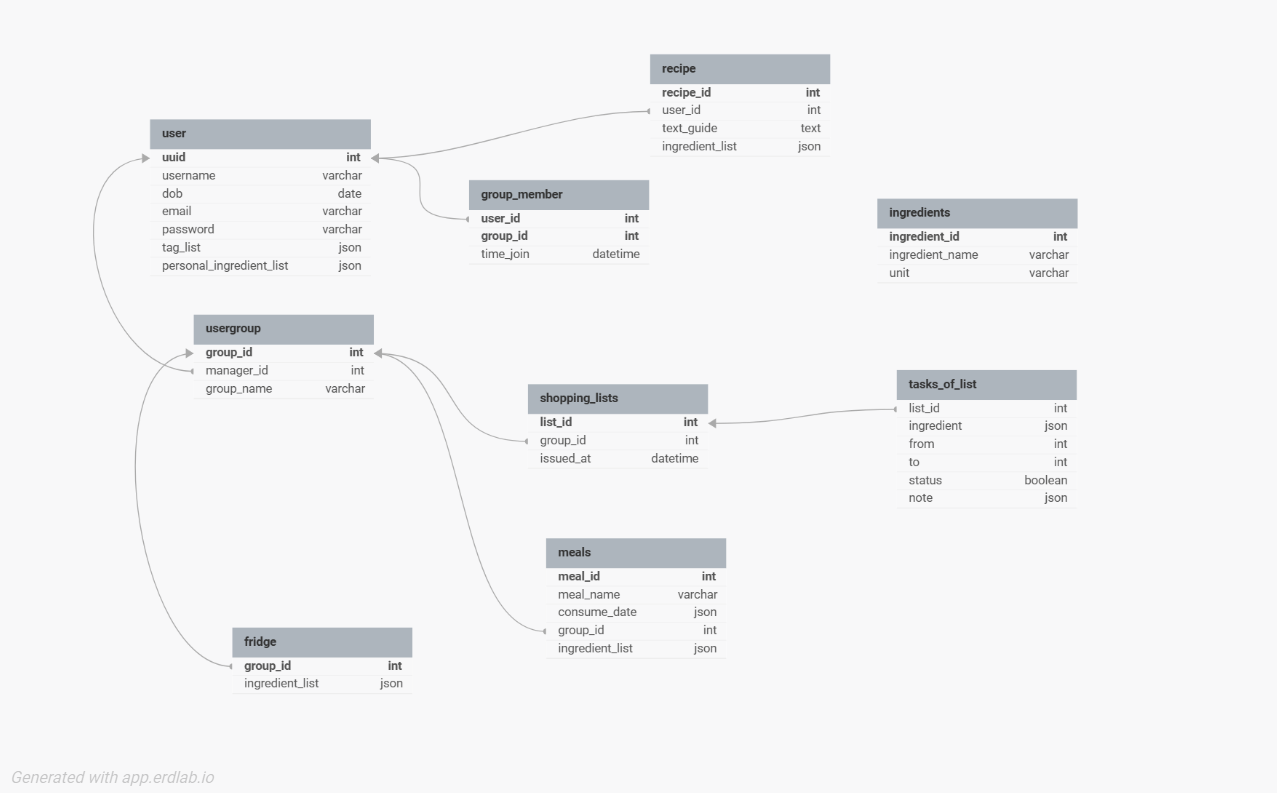 recipe
recipe_id int
user_id int
text_guide text
ingredient_list json
user
uuid int
username varchar
dob date
email varchar
password varchar
tag_list json
personal_ingredient_list json
group_member
user_id int
group_id int
time_join datetime
ingredients
ingredient_id int
ingredient_name varchar
unit varchar
usergroup
group_id int
manager_id int
group_name varchar
shopping_lists
list_id int
group_id int
issued_at datetime
tasks_of_list
list_id int
ingredient json
from int
to int
status boolean
note json
meals
meal_id int
meal_name varchar
consume_date json
group_id int
ingredient_list json
fridge
group_id int
ingredient_list json
Generated with app.erdlab.io